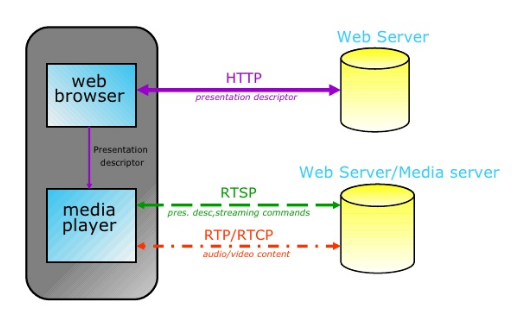 Web Server
HTTP
presentation descriptor
web
browser
Presentation
descriptor
Web Server/Media server
RTSP
pres. desc,streaming commands
media
player
RTP/RTCP
audio/video content